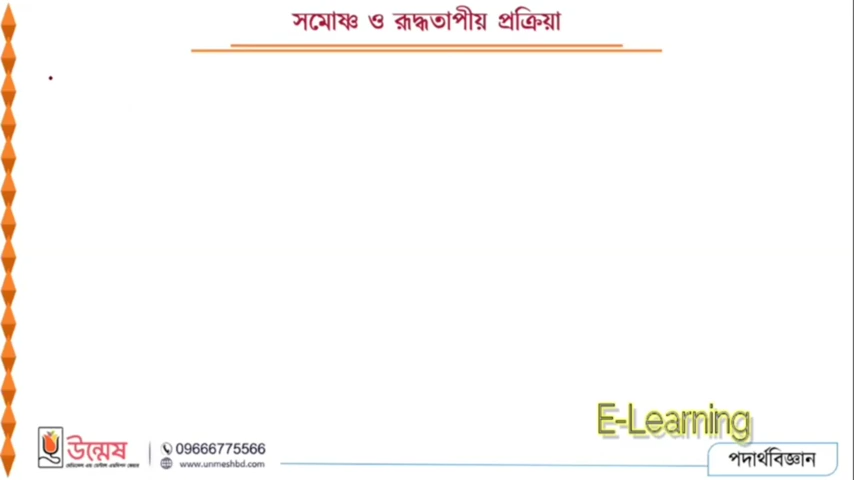 সমোষ্ণ ও রূদ্ধতাপীয় প্রক্রিয়া
E-Learning
উন্মেষ
09666775566
www.unmeshbd.com
পদার্থবিজ্ঞান